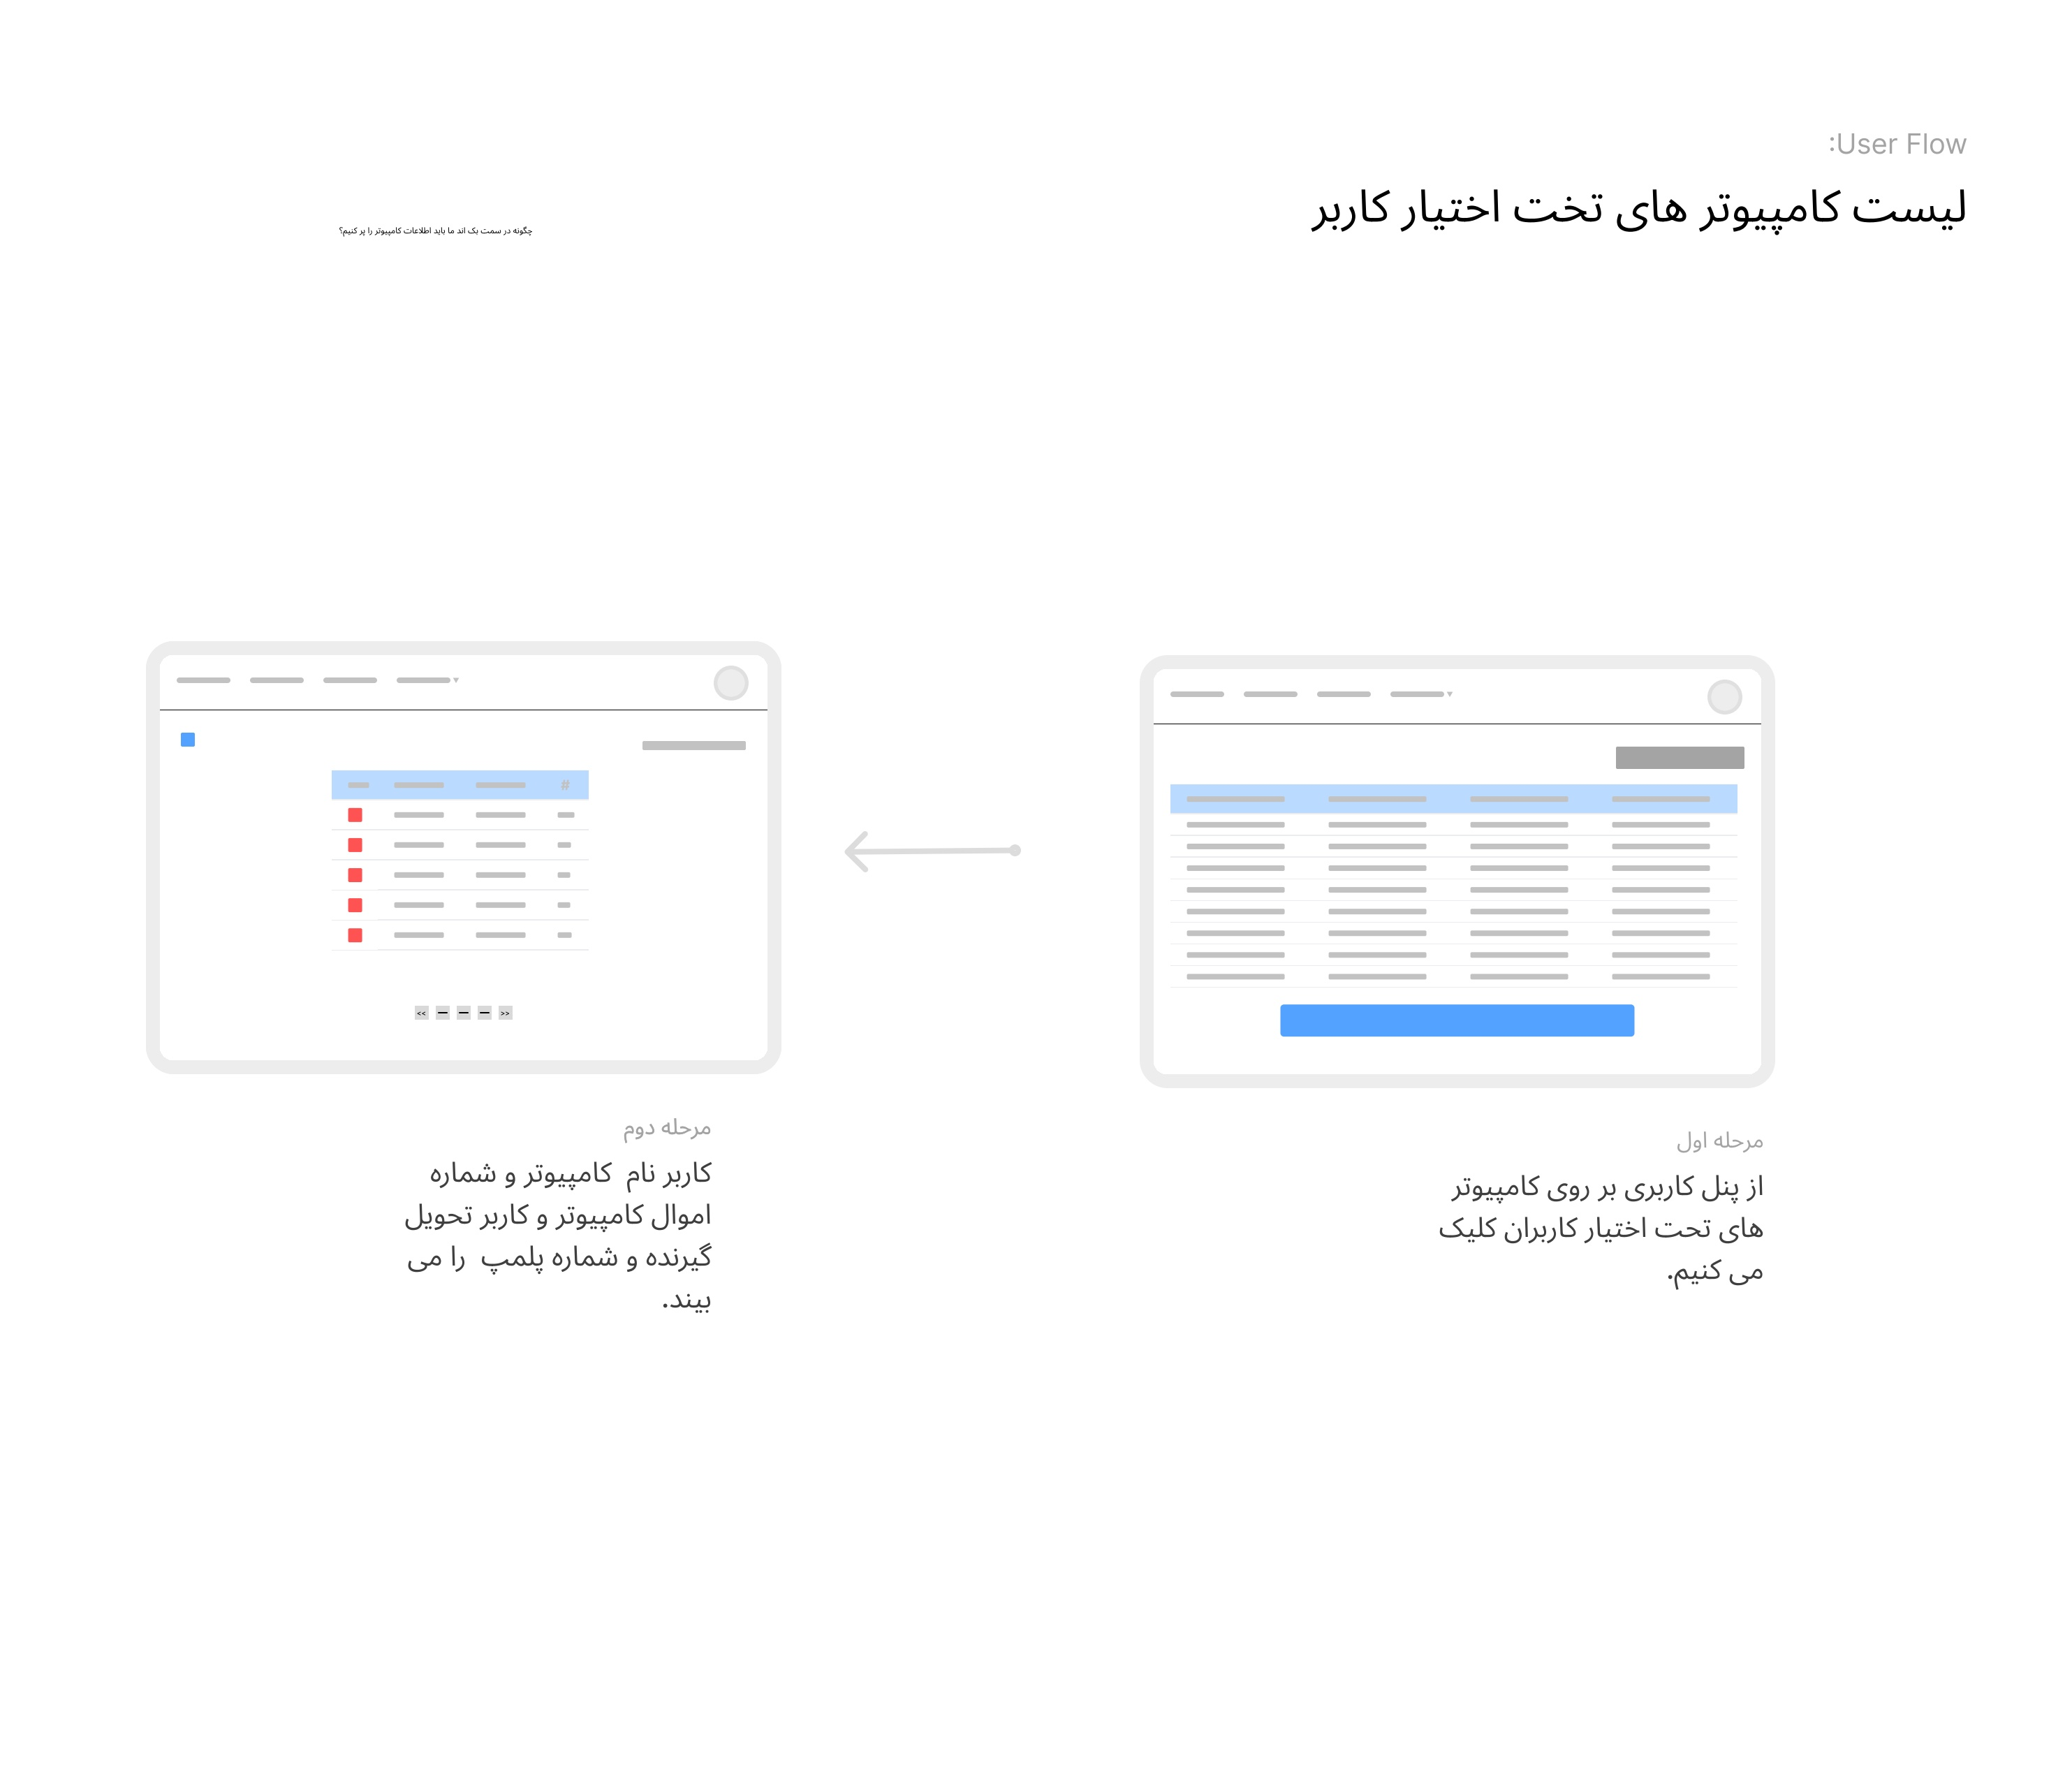 User Flow:
لیست کامپیوتر های تخت اختیار کاربر
چگونه در سمت بک اند ما باید اطلاعات کامپیوتر را پر کنیم؟
مرحله اول
از پنل کاربری بر روی کامپیوتر
های تحت اختیار کاربران کلیک
می کنیم.
#
<<
>>
مرحله دوم
کاربر نام کامپیوتر و شماره
اموال کامپیوتر و کاربر تحویل
گیرنده و شماره پلمپ را می
بیند.